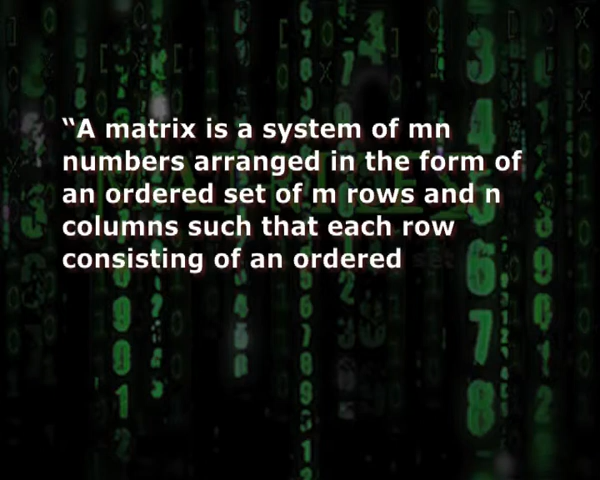 “A matrix is a system of mn
numbers arranged in the form of
an ordered set of m rows and n
columns such that each row
consisting of an ordered